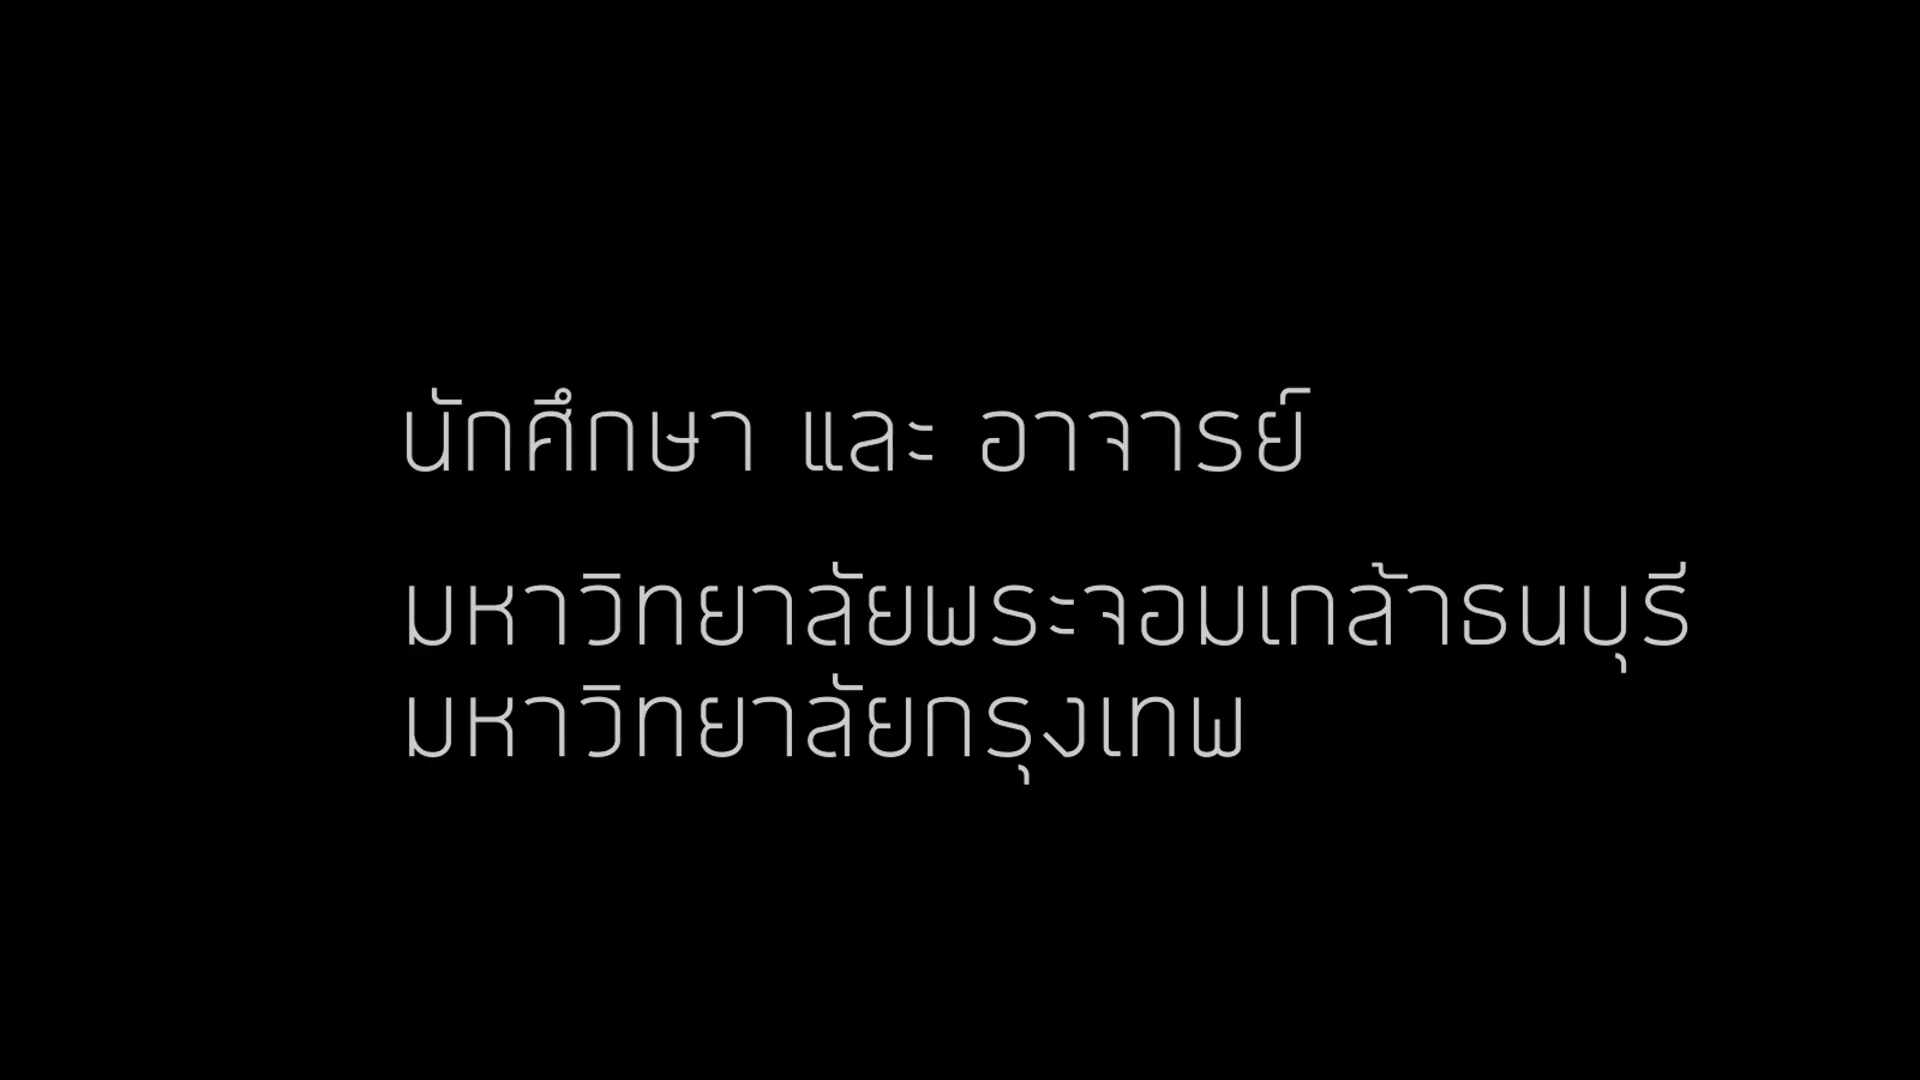 นักศึกษา และ อาจารย์
มหาวิทยาลัยพระจอมเกล้าธนบุรี
มหาวิทยาลัยกรุงเทพ